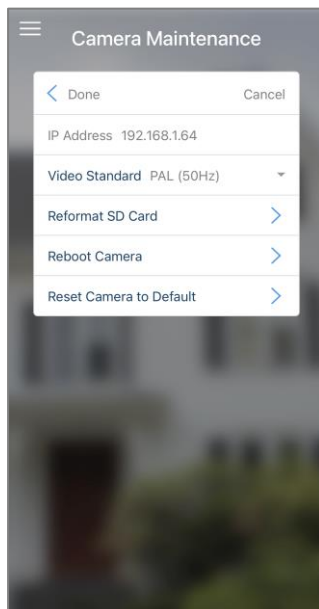 Camera Maintenance
Done Cancel
IP Address 192.168.1.64
Video Standard PAL (50Hz)
Reformat SD Card
Reboot Camera
Reset Camera to Default